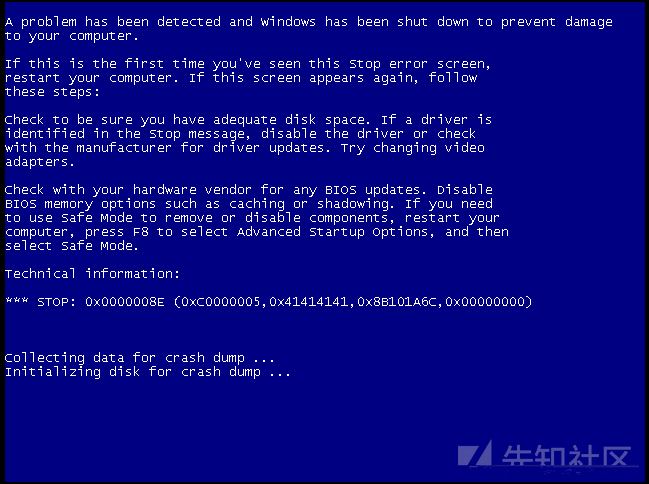 A problem has been detected and Windows has been shut down to prevent damage
to your computer.
If this is the first time you've seen this Stop error screen,
restart your computer. If this screen appears again, follow
these steps:
Check to be sure you have adequate disk space. If a driver is
identified in the Stop message, disable the driver or check
with the manufacturer for driver updates. Try changing video
adapters.
Check with your hardware vendor for any BIOS updates. Disable
BIOS memory options such as caching or shadowing. If you need
to use Safe Mode to remove or disable components, restart your
computer, press F8 to select Advanced Startup Options, and then
select Safe Mode.
Technical information:
*** STOP: 0x0000008E (0xC0000005,0x41414141,0x8B101A6C,0x00000000)
Collecting data for crash dump ...
Initializing disk for crash dump ...
先知社区